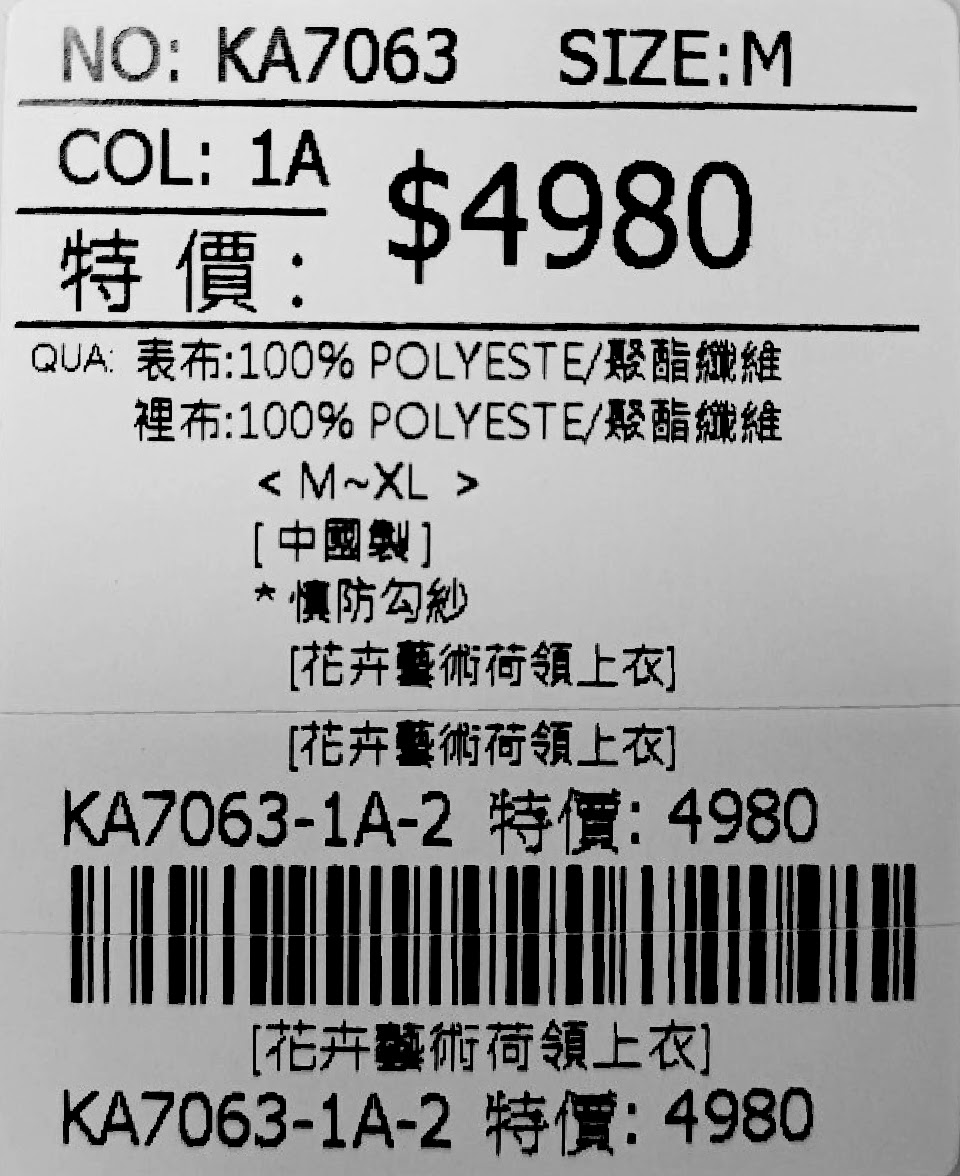 NO: KA7063 SIZE:M
COL: 1A
$4980
特價:
QUA: 表布:100% POLYESTE/聚酯纖維
裡布:100% POLYESTE/聚酯纖維
< M~XL >
[中國製]
*慎防勾紗
[花卉藝術荷領上衣]
[花卉藝術荷領上衣]
KA7063-1A-2 特價: 4980
[花卉藝術荷領上衣]
KA7063-1A-2 特價: 4980